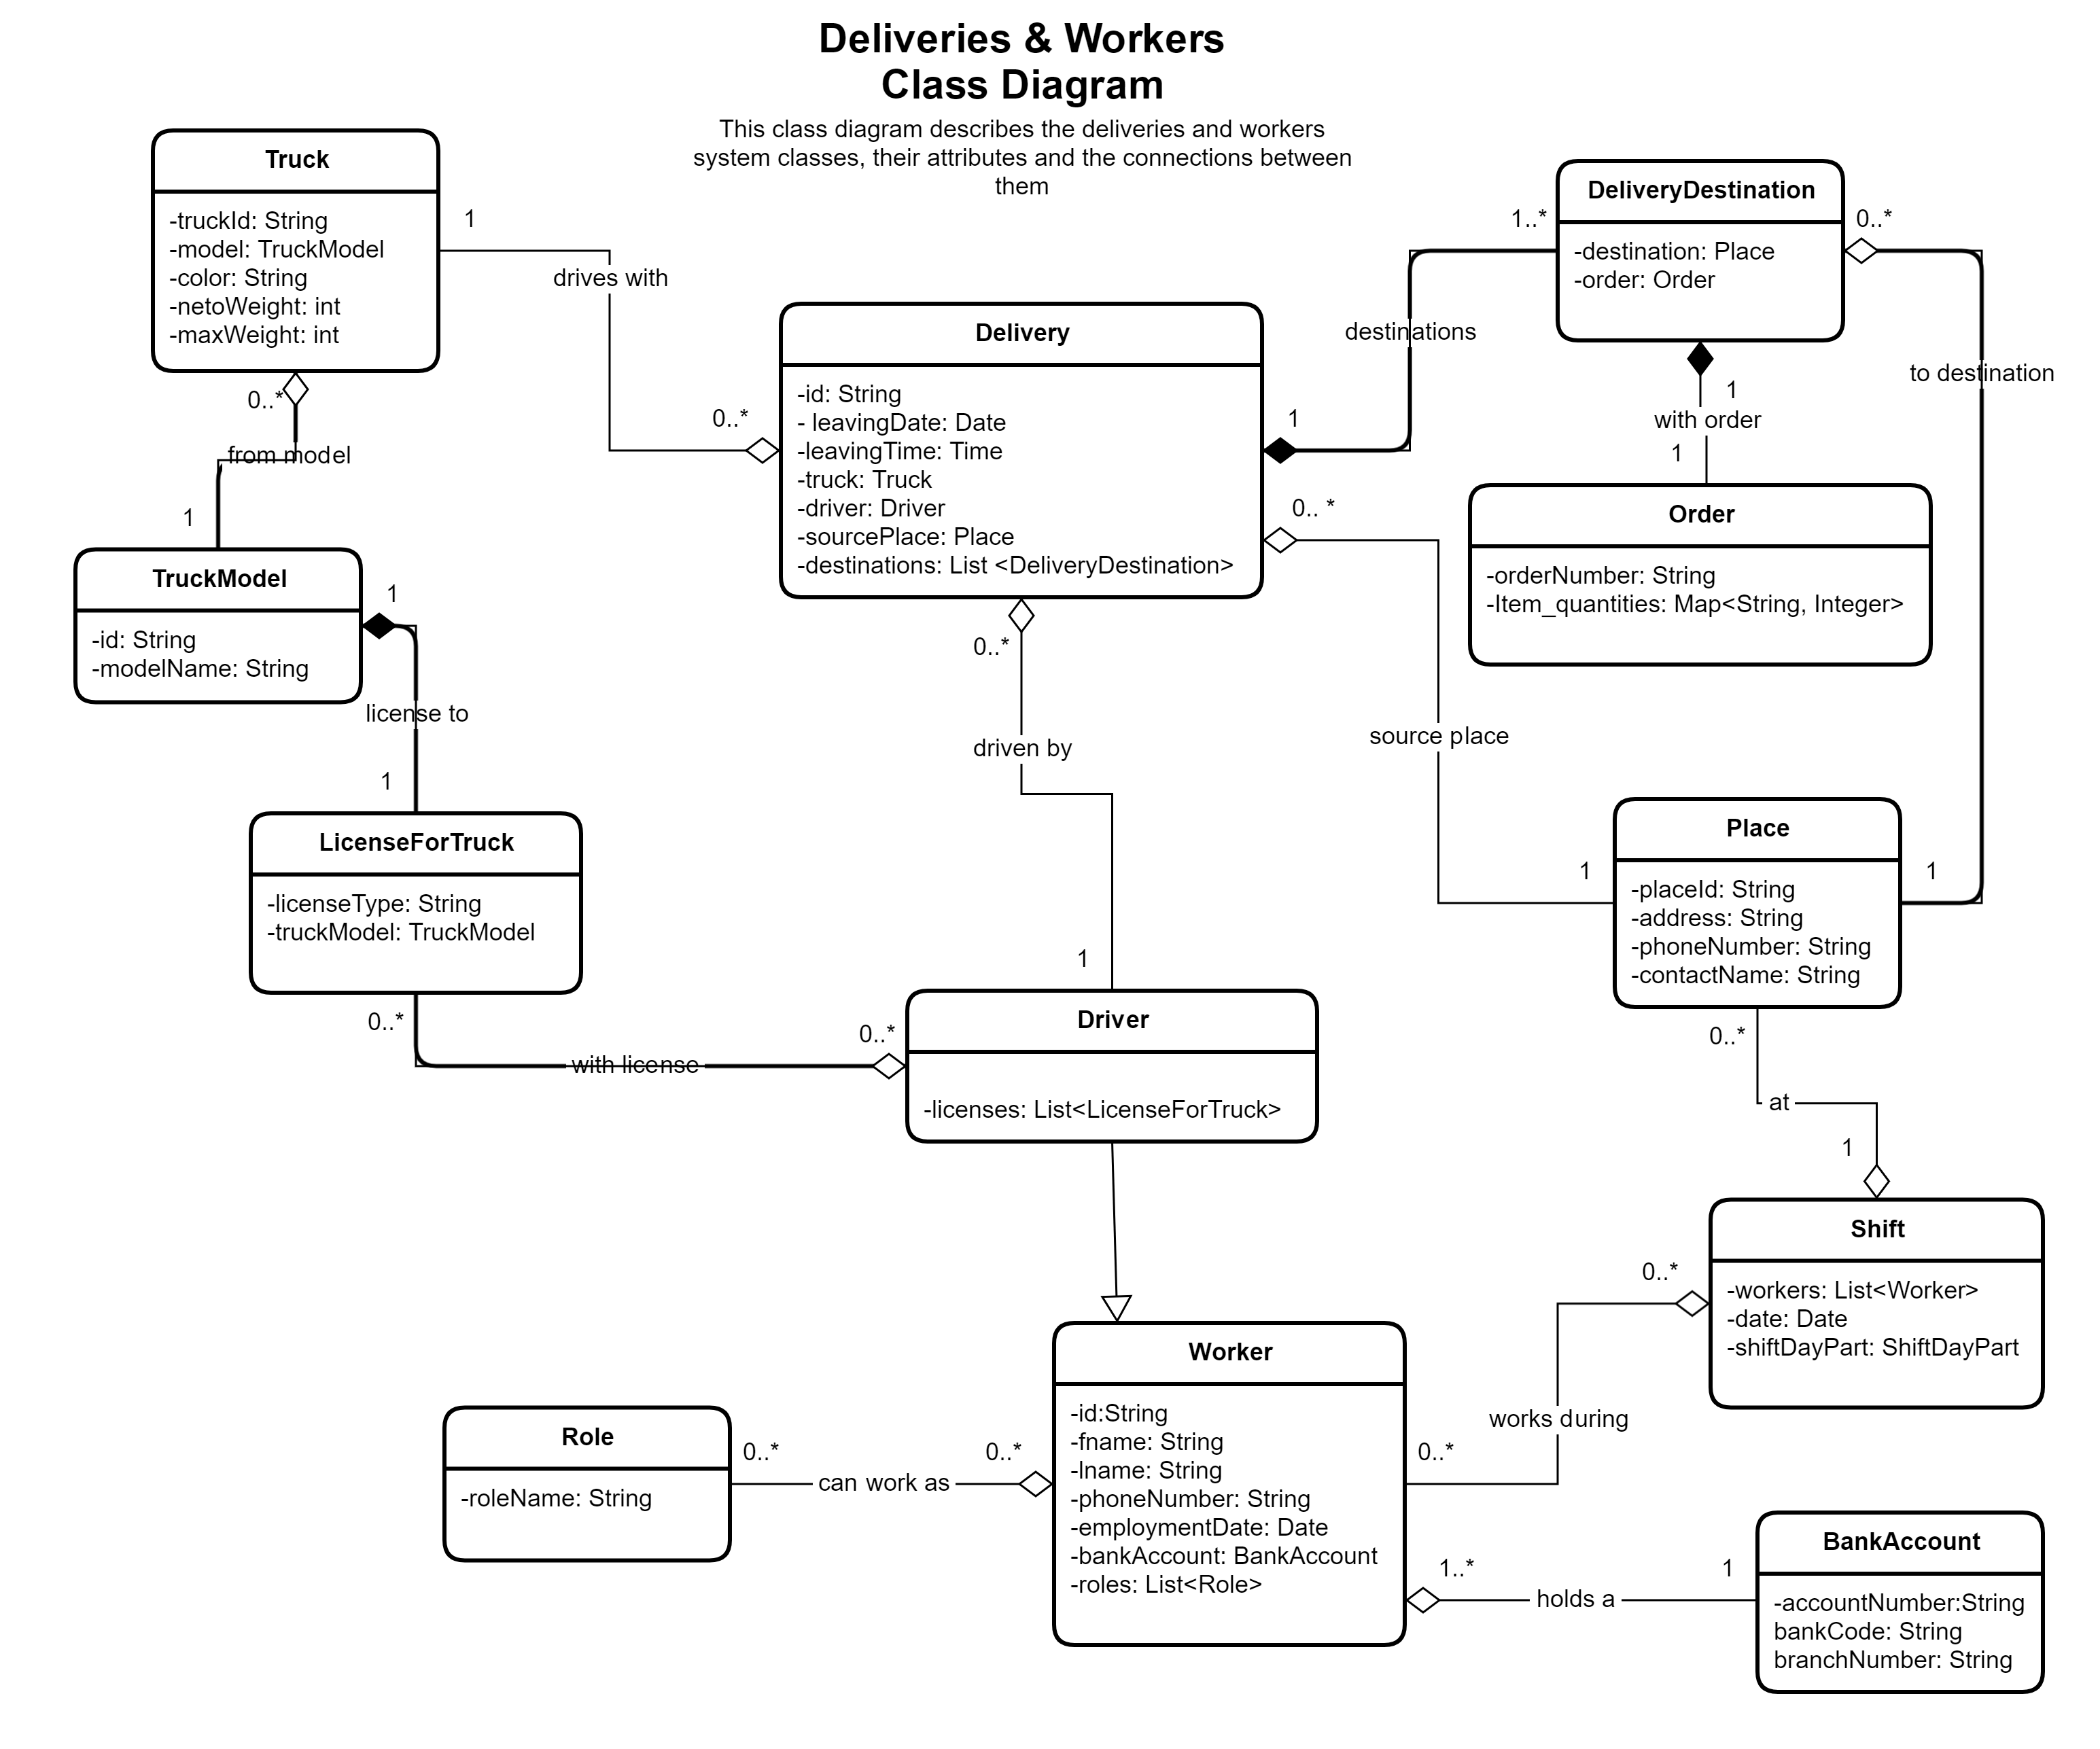 Deliveries & Workers
Class Diagram
This class diagram describes the deliveries and workers
system classes, their attributes and the connections between
them
Truck
-truckId: String
-model: TruckModel
-color: String
-netoWeight: int
-maxWeight: int
1
drives with
0..*
0..*
from model
1
TruckModel
-id: String
-modelName: String
1
license to
1
LicenseForTruck
-licenseType: String
-truckModel: TruckModel
0..*
with license
0..*
Delivery
-id: String
- leavingDate: Date
-leavingTime: Time
-truck: Truck
-driver: Driver
-sourcePlace: Place
-destinations: List <DeliveryDestination>
1
destinations
1..*
0.. *
source place
1
0..*
driven by
1
DeliveryDestination
-destination: Place
-order: Order
0..*
to destination
1
1
with order
1
Order
-orderNumber: String
-Item_quantities: Map<String, Integer>
Place
-placeId: String
-address: String
-phoneNumber: String
-contactName: String
0..*
at
1
Driver
-licenses: List<LicenseForTruck>
Shift
-workers: List<Worker>
-date: Date
-shiftDayPart: ShiftDayPart
0..*
works during
0..*
Worker
-id:String
-fname: String
-lname: String
-phoneNumber: String
-employmentDate: Date
-bankAccount: BankAccount
-roles: List<Role>
Role
-roleName: String
0..*
can work as
0..*
1..*
holds a
1
BankAccount
-accountNumber:String
bankCode: String
branchNumber: String